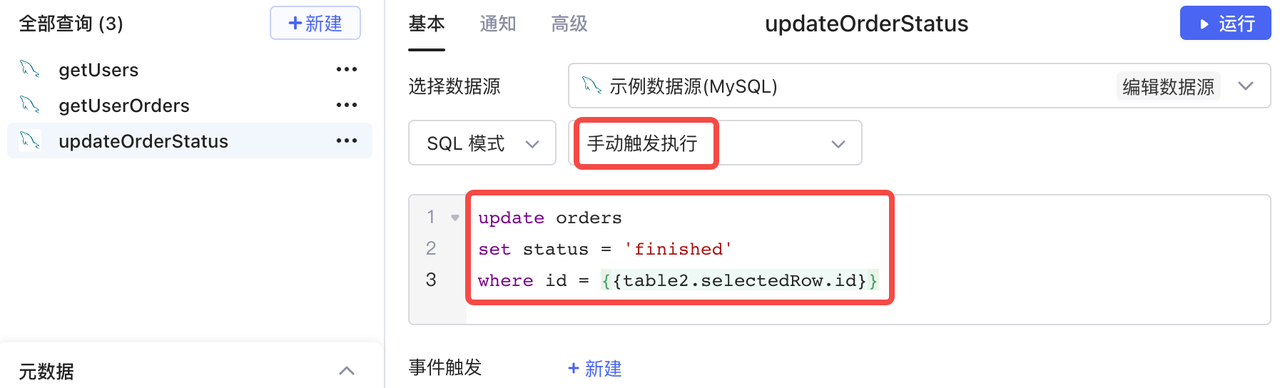 全部查询 (3)
+新建
getUsers
getUserOrders
updateOrderStatus
元数据
基本 通知 高级 updateOrderStatus 运行
选择数据源 示例数据源(MySQL) 编辑数据源
SQL 模式 手动触发执行
1 update orders
2 set status = 'finished'
3 where id = {{table2.selectedRow.id}}
事件触发 + 新建